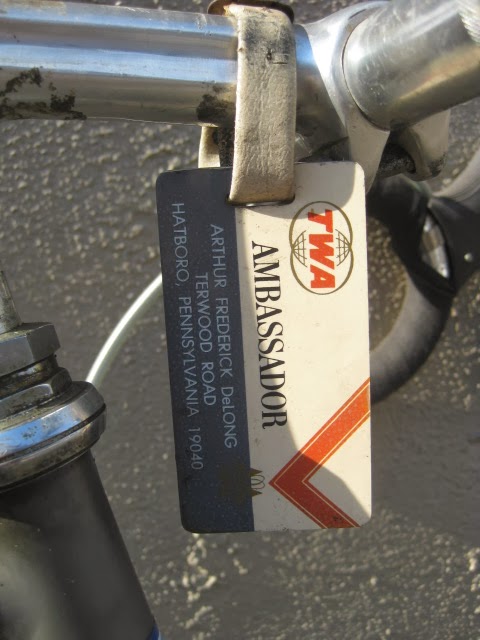 TWA
AMBASSADOR
ARTHUR FREDERICK DeLONG
TERWOOD ROAD
HATBORO, PENNSYLVANIA 19040